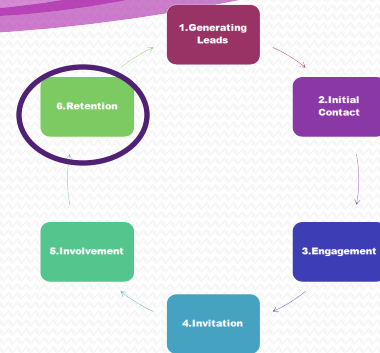 1.Generating
Leads
2.Initial
Contact
3.Engagement
4.Invitation
5.Involvement
6.Retention